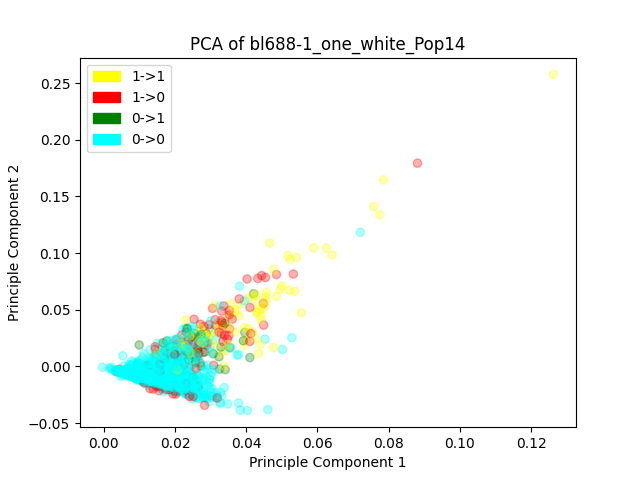 PCA of bl688-1_one_white_Pop14
1->1
1->0
0->1
0->0
Principle Component 2
0.25
0.20
0.15
0.10
0.05
0.00
−0.05
0.00 0.02 0.04 0.06 0.08 0.10 0.12
Principle Component 1